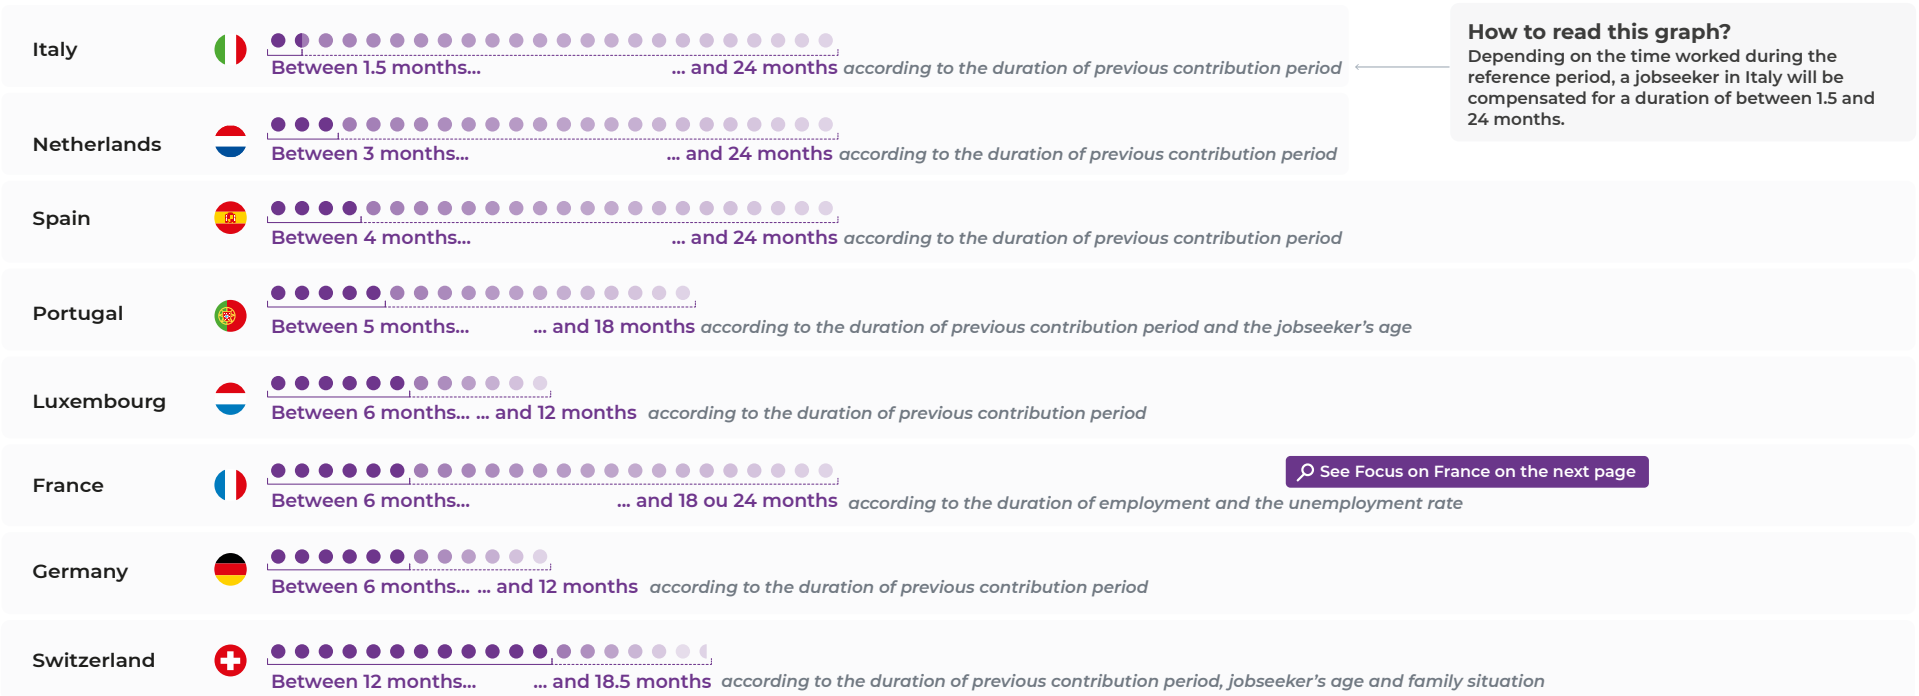 Italy
Between 1.5 months...
... and 24 months according to the duration of previous contribution period
How to read this graph?
Depending on the time worked during the
reference period, a jobseeker in Italy will be
compensated for a duration of between 1.5 and
24 months.
Netherlands
Between 3 months...
... and 24 months according to the duration of previous contribution period
Spain
Between 4 months...
... and 24 months according to the duration of previous contribution period
Portugal
Between 5 months...
... and 18 months according to the duration of previous contribution period and the jobseeker's age
Luxembourg
Between 6 months... ... and 12 months according to the duration of previous contribution period
France
See Focus on France on the next page
Between 6 months...
... and 18 ou 24 months according to the duration of employment and the unemployment rate
Germany
Between 6 months... ... and 12 months according to the duration of previous contribution period
Switzerland
Between 12 months...
... and 18.5 months according to the duration of previous contribution period, jobseeker's age and family situation